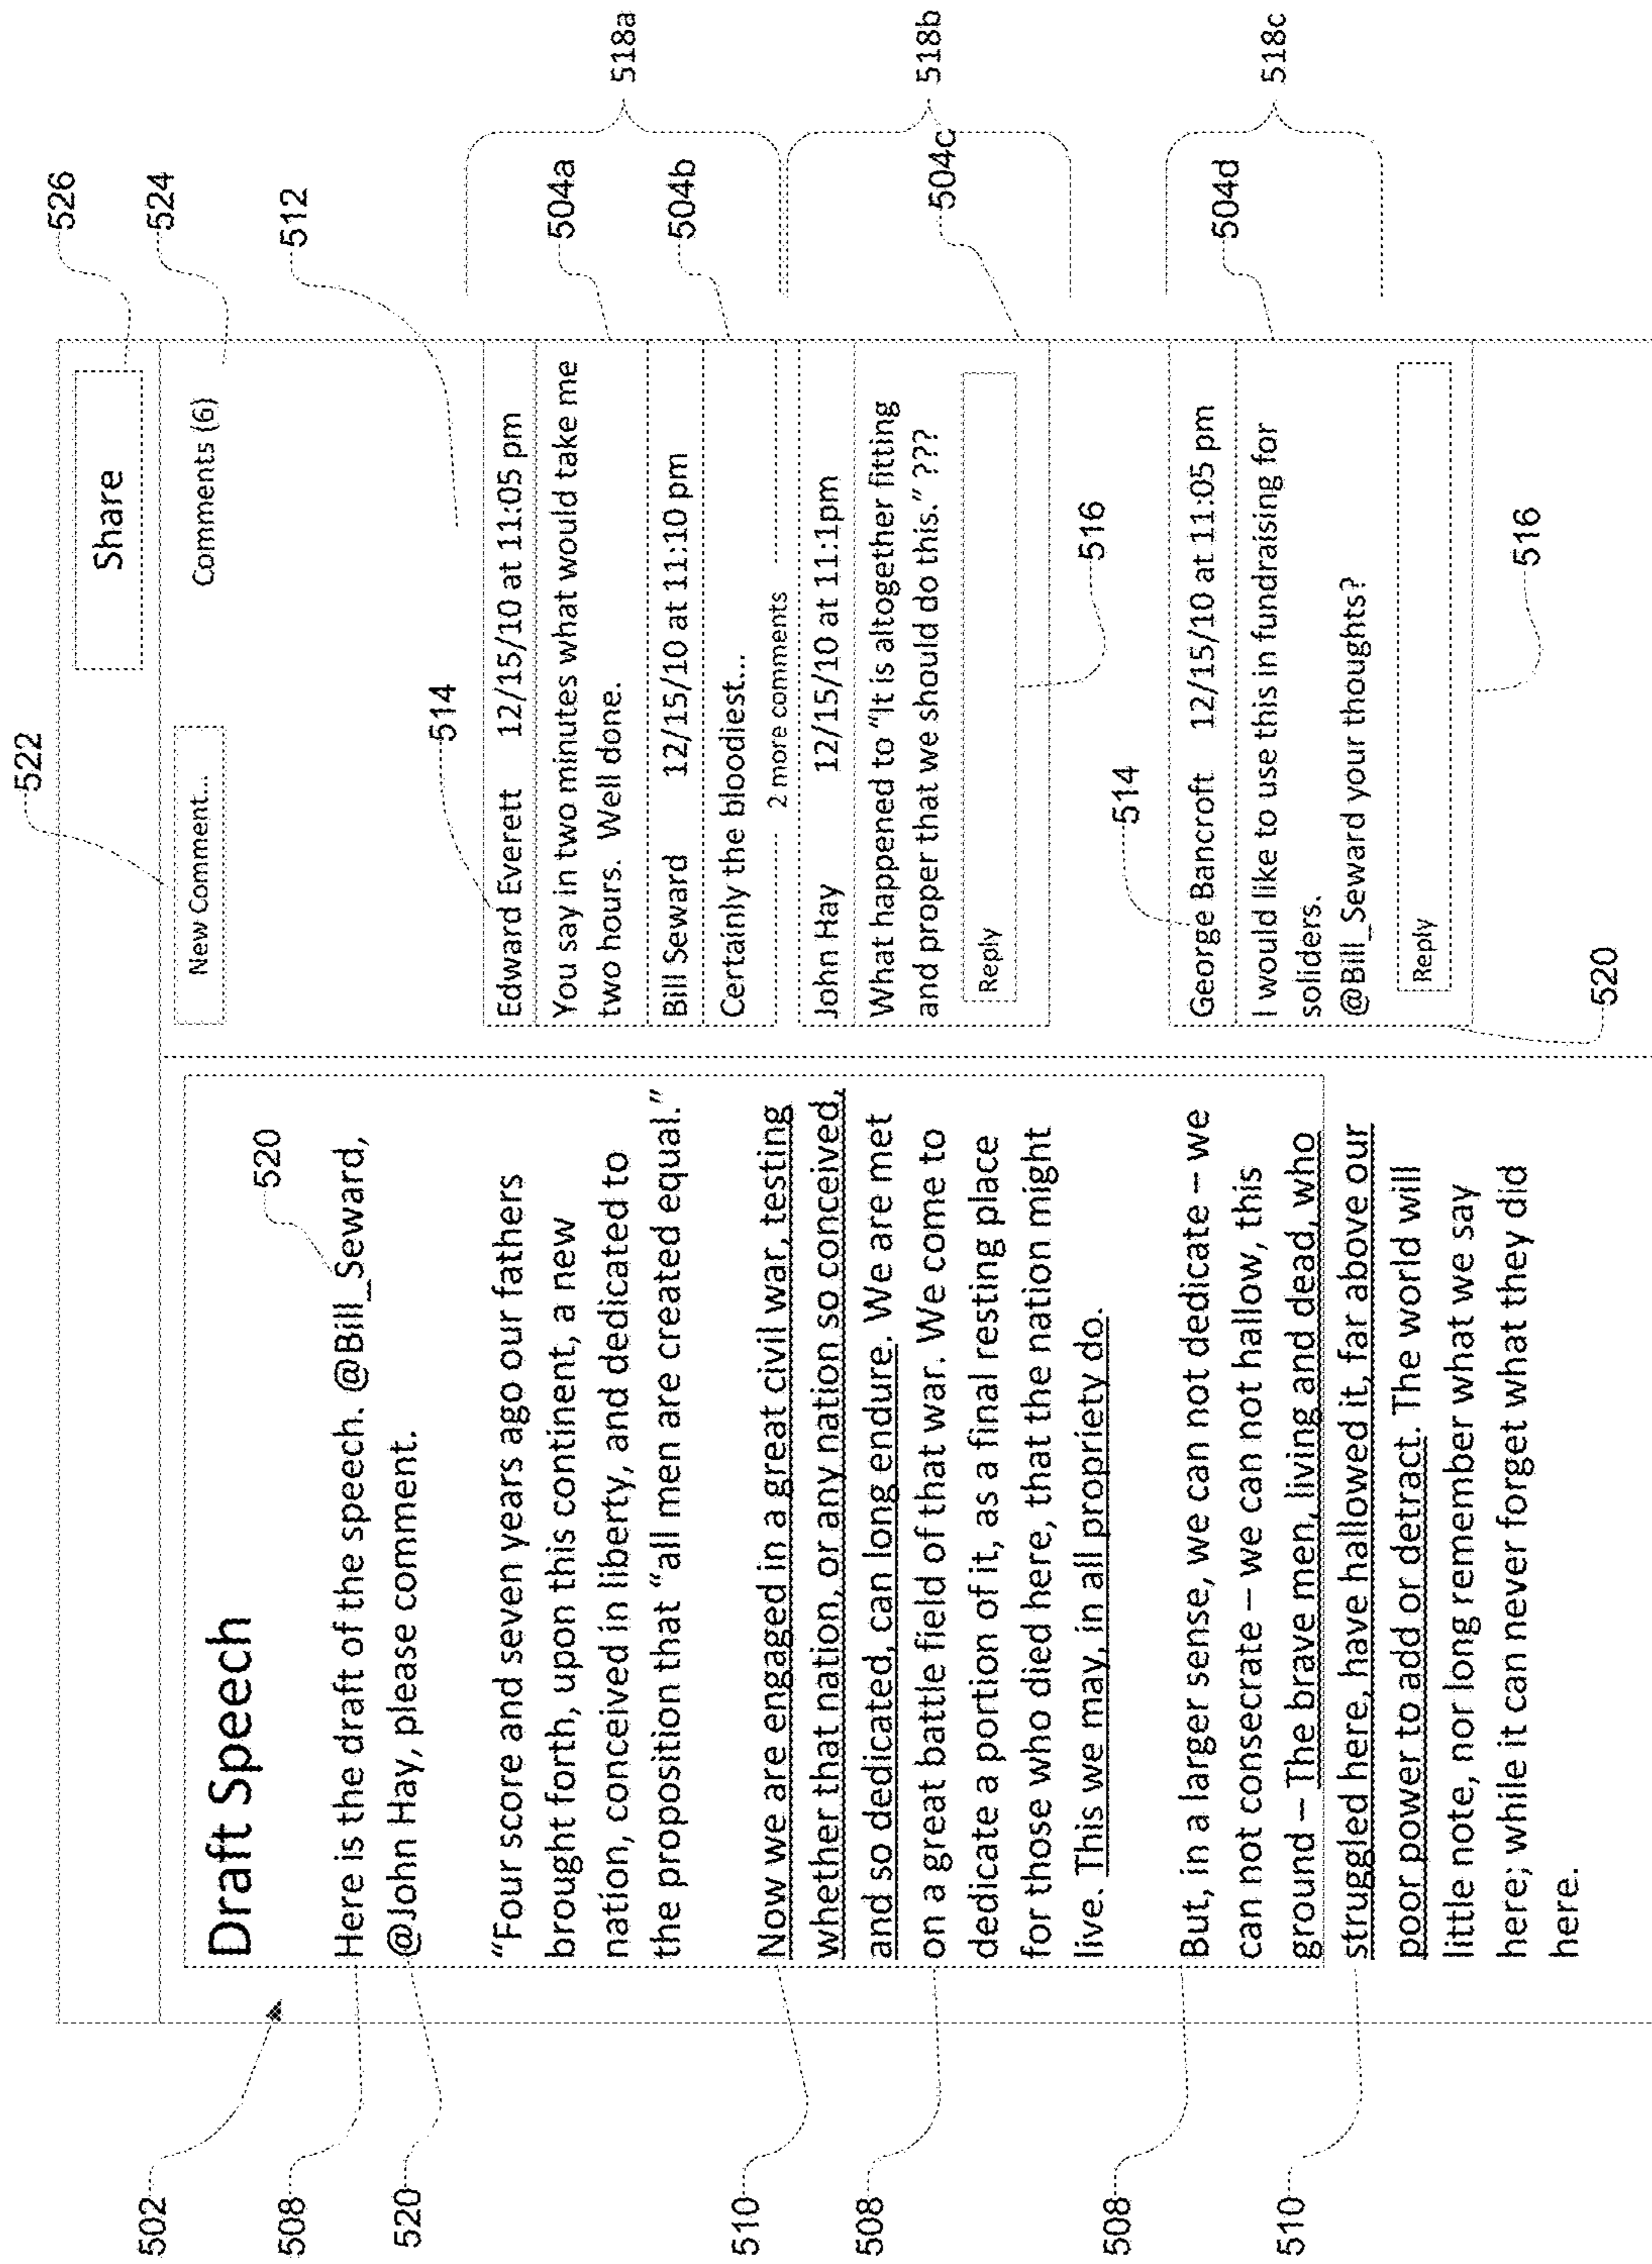 526
Share
524
522
New Comment...
Comments (6)
512
502
Draft Speech
508
520
Here is the draft of the speech. @Bill_Seward,
520
@John Hay, please comment.
"Four score and seven years ago our fathers
brought forth, upon this continent, a new
nation, conceived in liberty, and dedicated to
the proposition that "all men are created equal."
510
Now we are engaged in a great civil war, testing
whether that nation, or any nation so conceived,
and so dedicated, can long endure. We are met
508
on a great battle field of that war. We come to
dedicate a portion of it, as a final resting place
for those who died here, that the nation might
live. This we may, in all propriety do.
508
But, in a larger sense, we can not dedicate – we
can not consecrate – we can not hallow, this
ground – The brave men, living and dead, who
510
struggled here, have hallowed it, far above our
poor power to add or detract. The world will
little note, nor long remember what we say
here; while it can never forget what they did
here.
514
Edward Everett 12/15/10 at 11:05 pm
518a
504a
You say in two minutes what would take me
two hours. Well done.
504b
Bill Seward 12/15/10 at 11:10 pm
Certainly the bloodiest...
2 more comments
518b
John Hay 12/15/10 at 11:1pm
504c
What happened to "It is altogether fitting
and proper that we should do this." ???
Reply
516
514
518c
504d
George Bancroft 12/15/10 at 11:05 pm
I would like to use this in fundraising for
soliders.
@Bill_Seward your thoughts?
Reply
516
520